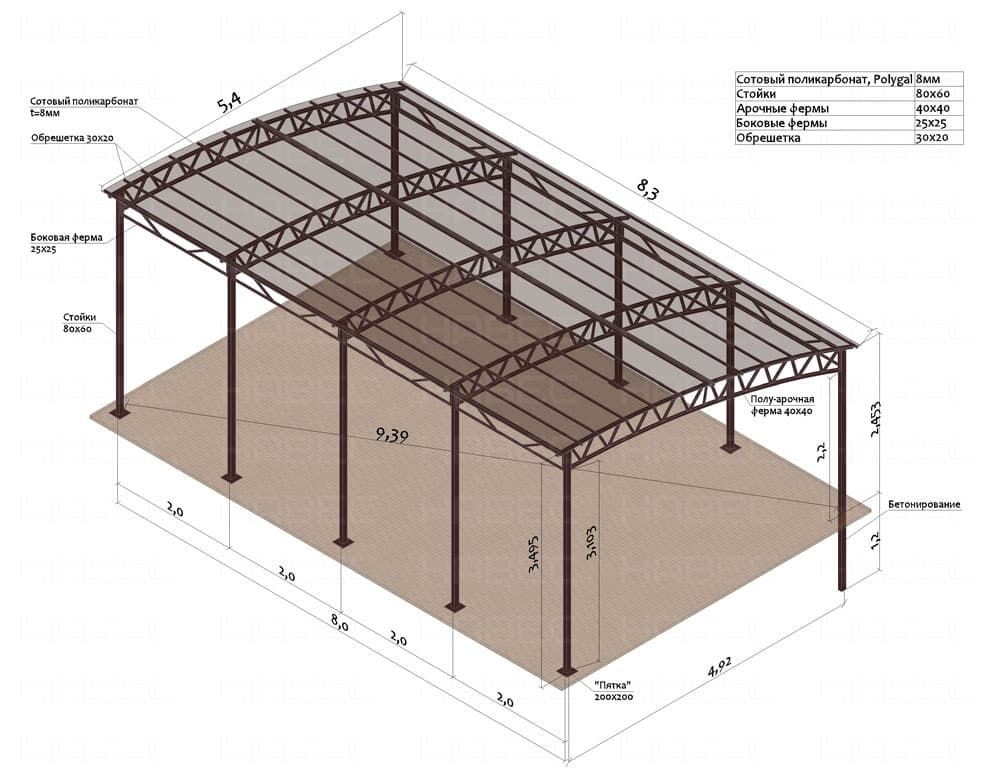 5,4
Сотовый поликарбонат
t=8мм
Обрешетка 30х20
Сотовый поликарбонат, Polygal 8мм
Стойки 80х60
Арочные фермы 40х40
Боковые фермы 25х25
Обрешетка 30х20
8,3
Боковая ферма
25х25
Стойки
80х60
Полу-арочная
ферма 40х40
2,453
2,2
9,39
Бетонирование
2,0
1,2
3,495
3,103
2,0
8,0
2,0
4,92
"Пятка"
200х200
2,0